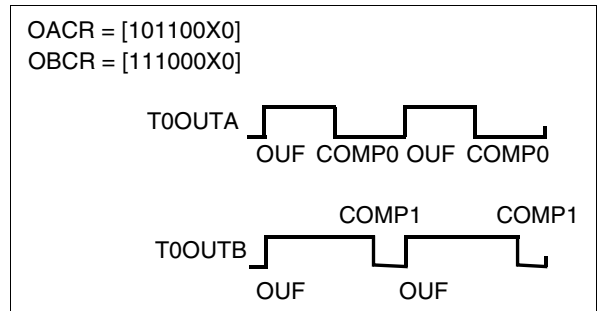 OACR = [101100X0]
OBCR = [111000X0]
T0OUTA
OUF COMP0 OUF COMP0
COMP1 COMP1
T0OUTB
OUF OUF